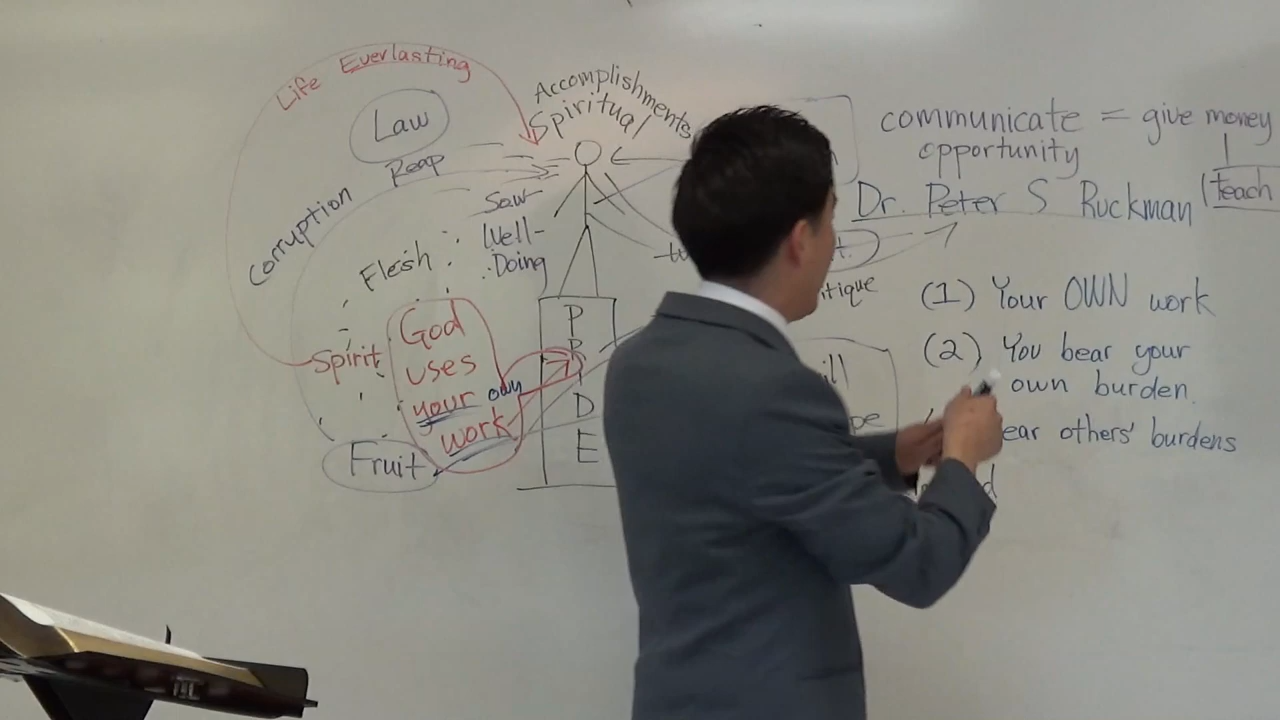 Life Everlasting
Accomplishments
Spiritual
Law
Reap
Corruption
Sow
Well-
Doing
Flesh
Spirit
God
uses
your own
work
Fruit
P
R
I
D
E
communicate = give money
opportunity
teach
Dr. Peter S Ruckman
(1) Your OWN work
(2) You bear your
own burden.
others' burdens